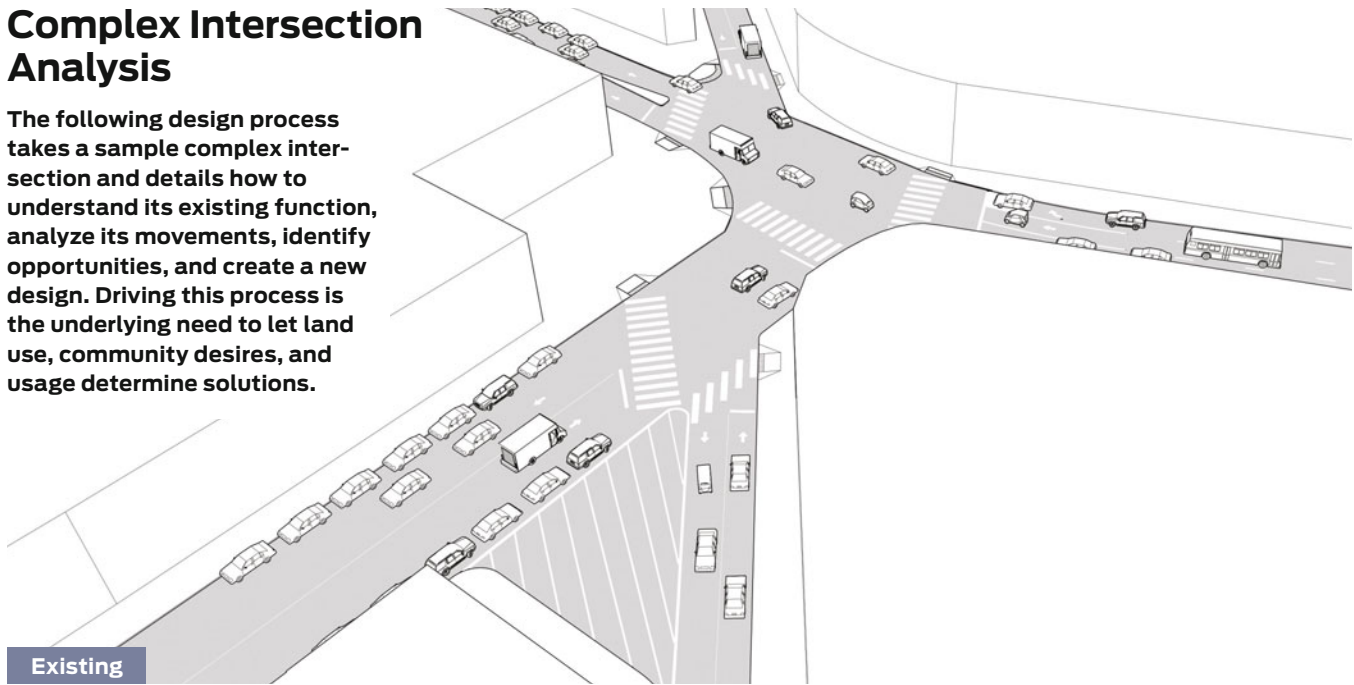 Complex Intersection
Analysis
The following design process
takes a sample complex inter-
section and details how to
understand its existing function,
analyze its movements, identify
opportunities, and create a new
design. Driving this process is
the underlying need to let land
use, community desires, and
usage determine solutions.
Existing